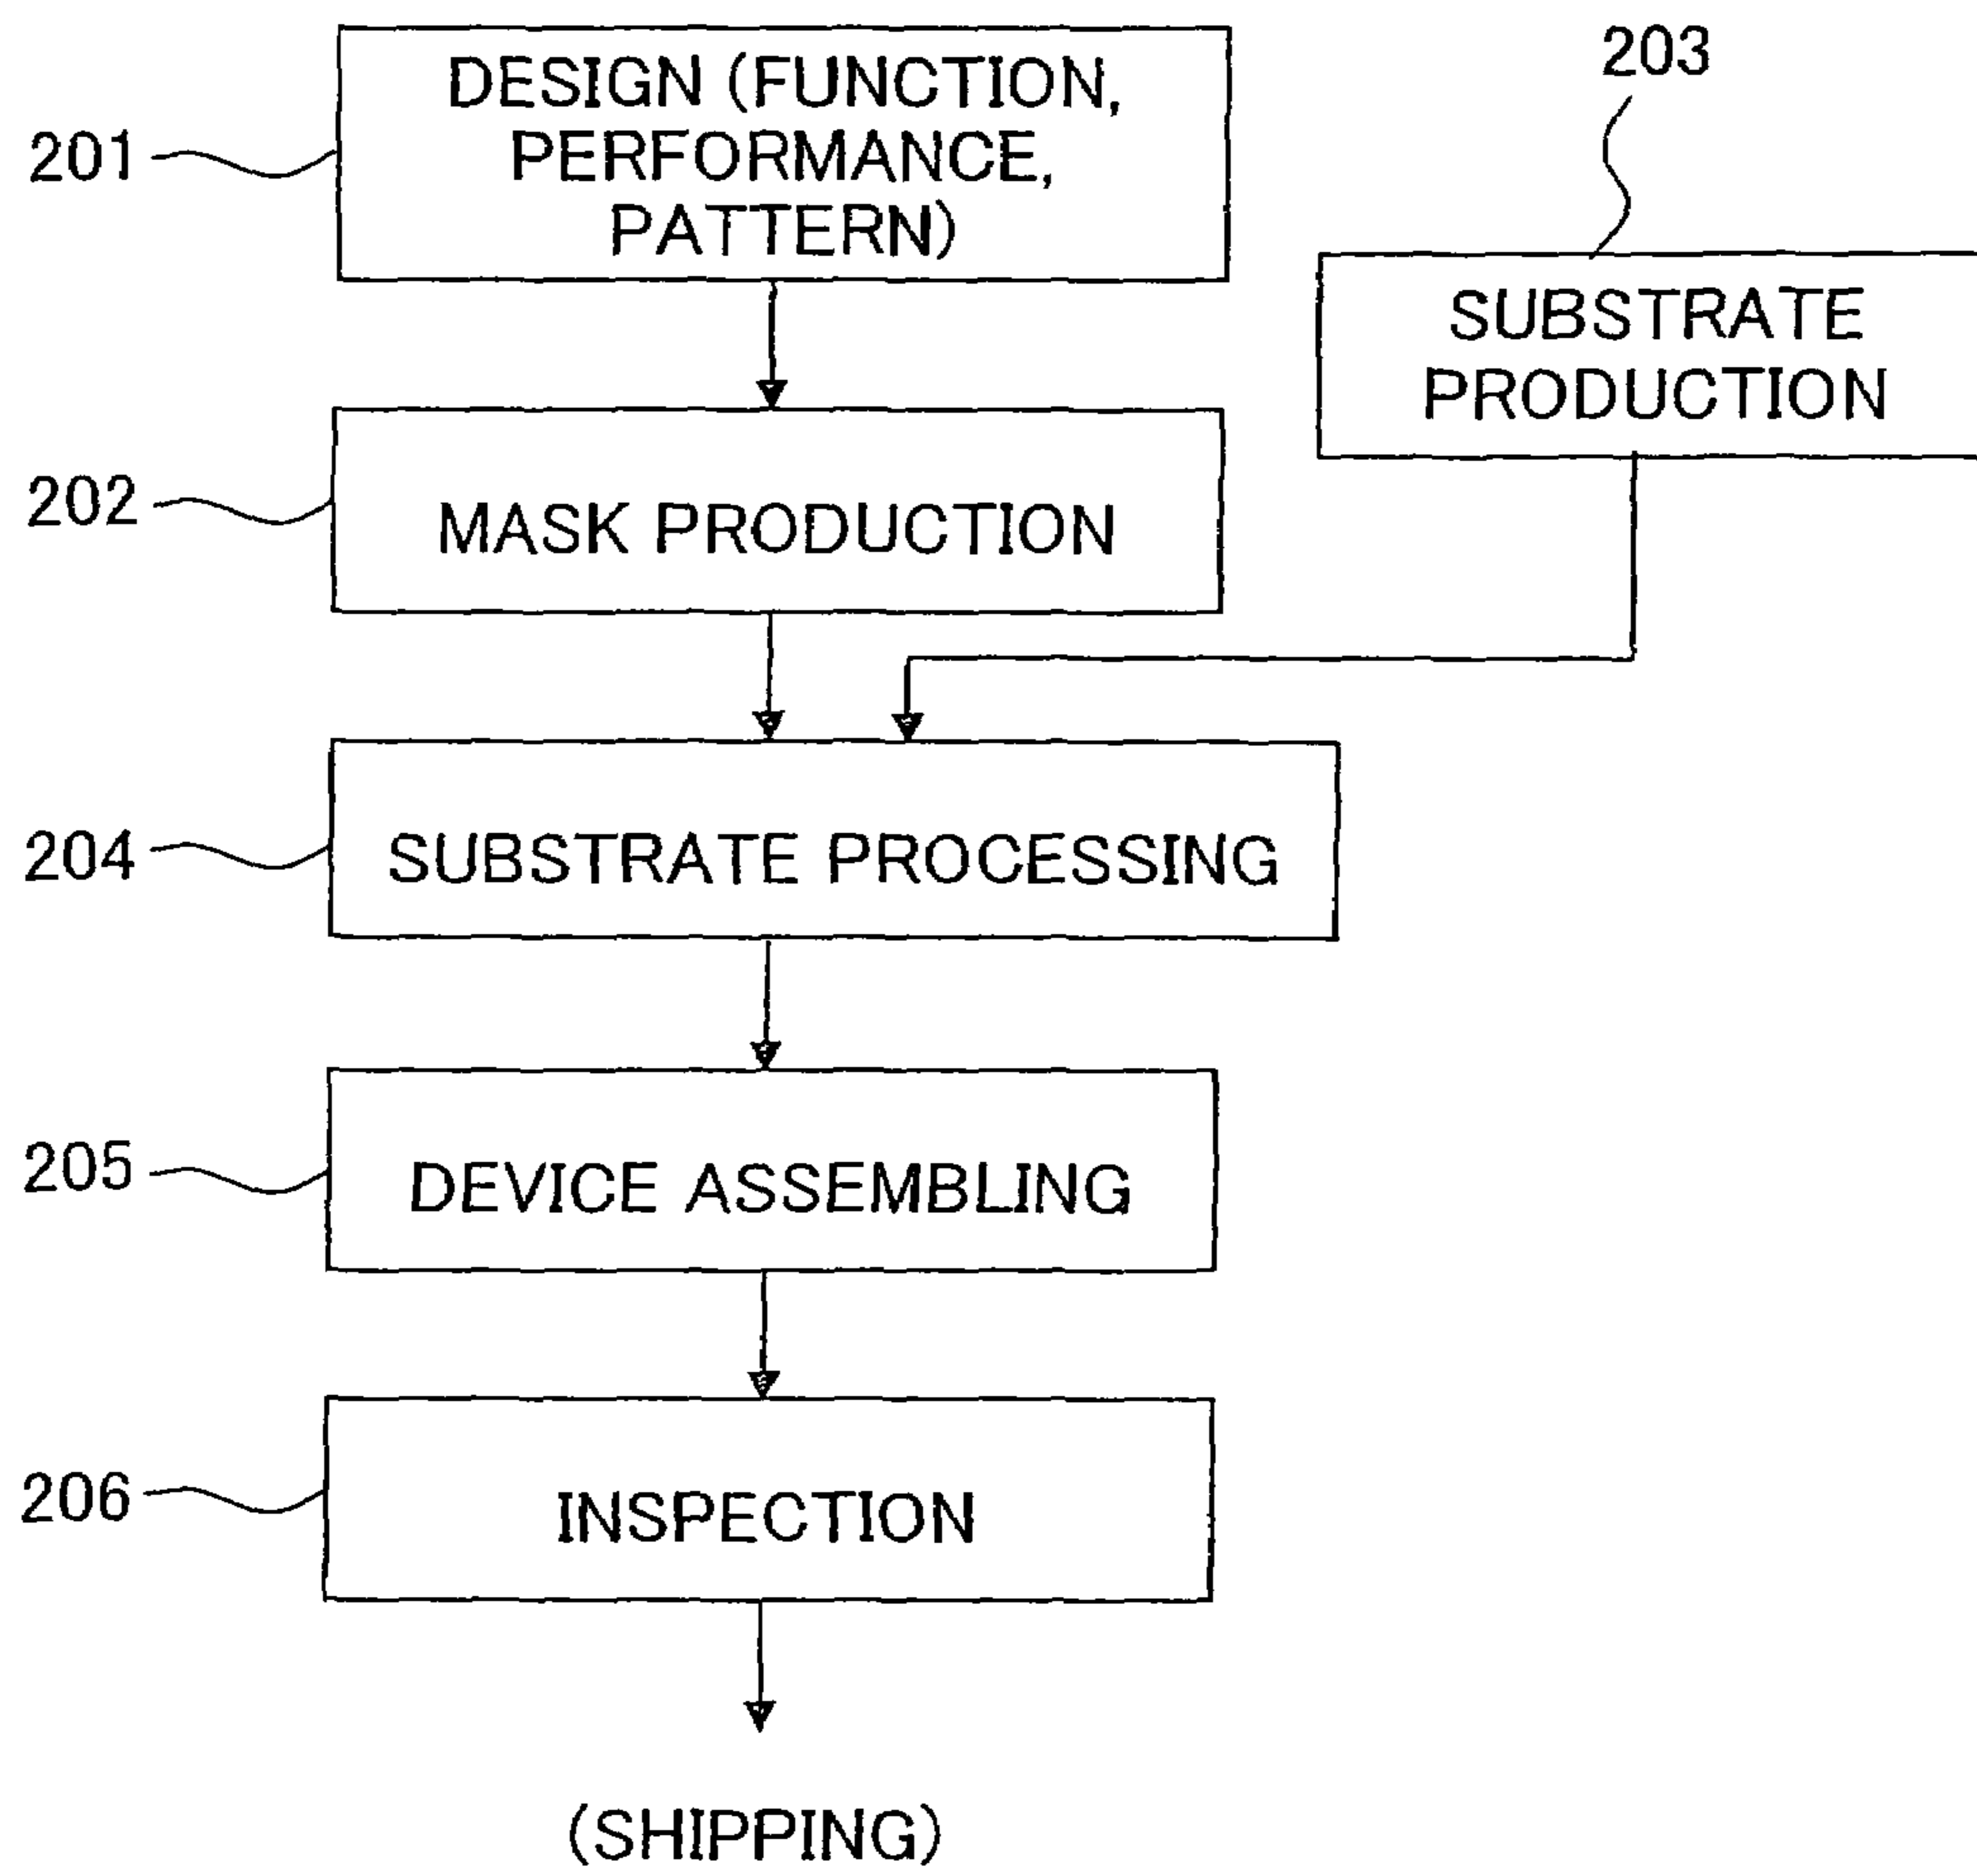 203
DESIGN (FUNCTION,
PERFORMANCE,
PATTERN)
201
SUBSTRATE
PRODUCTION
202
MASK PRODUCTION
204
SUBSTRATE PROCESSING
205
DEVICE ASSEMBLING
206
INSPECTION
(SHIPPING)